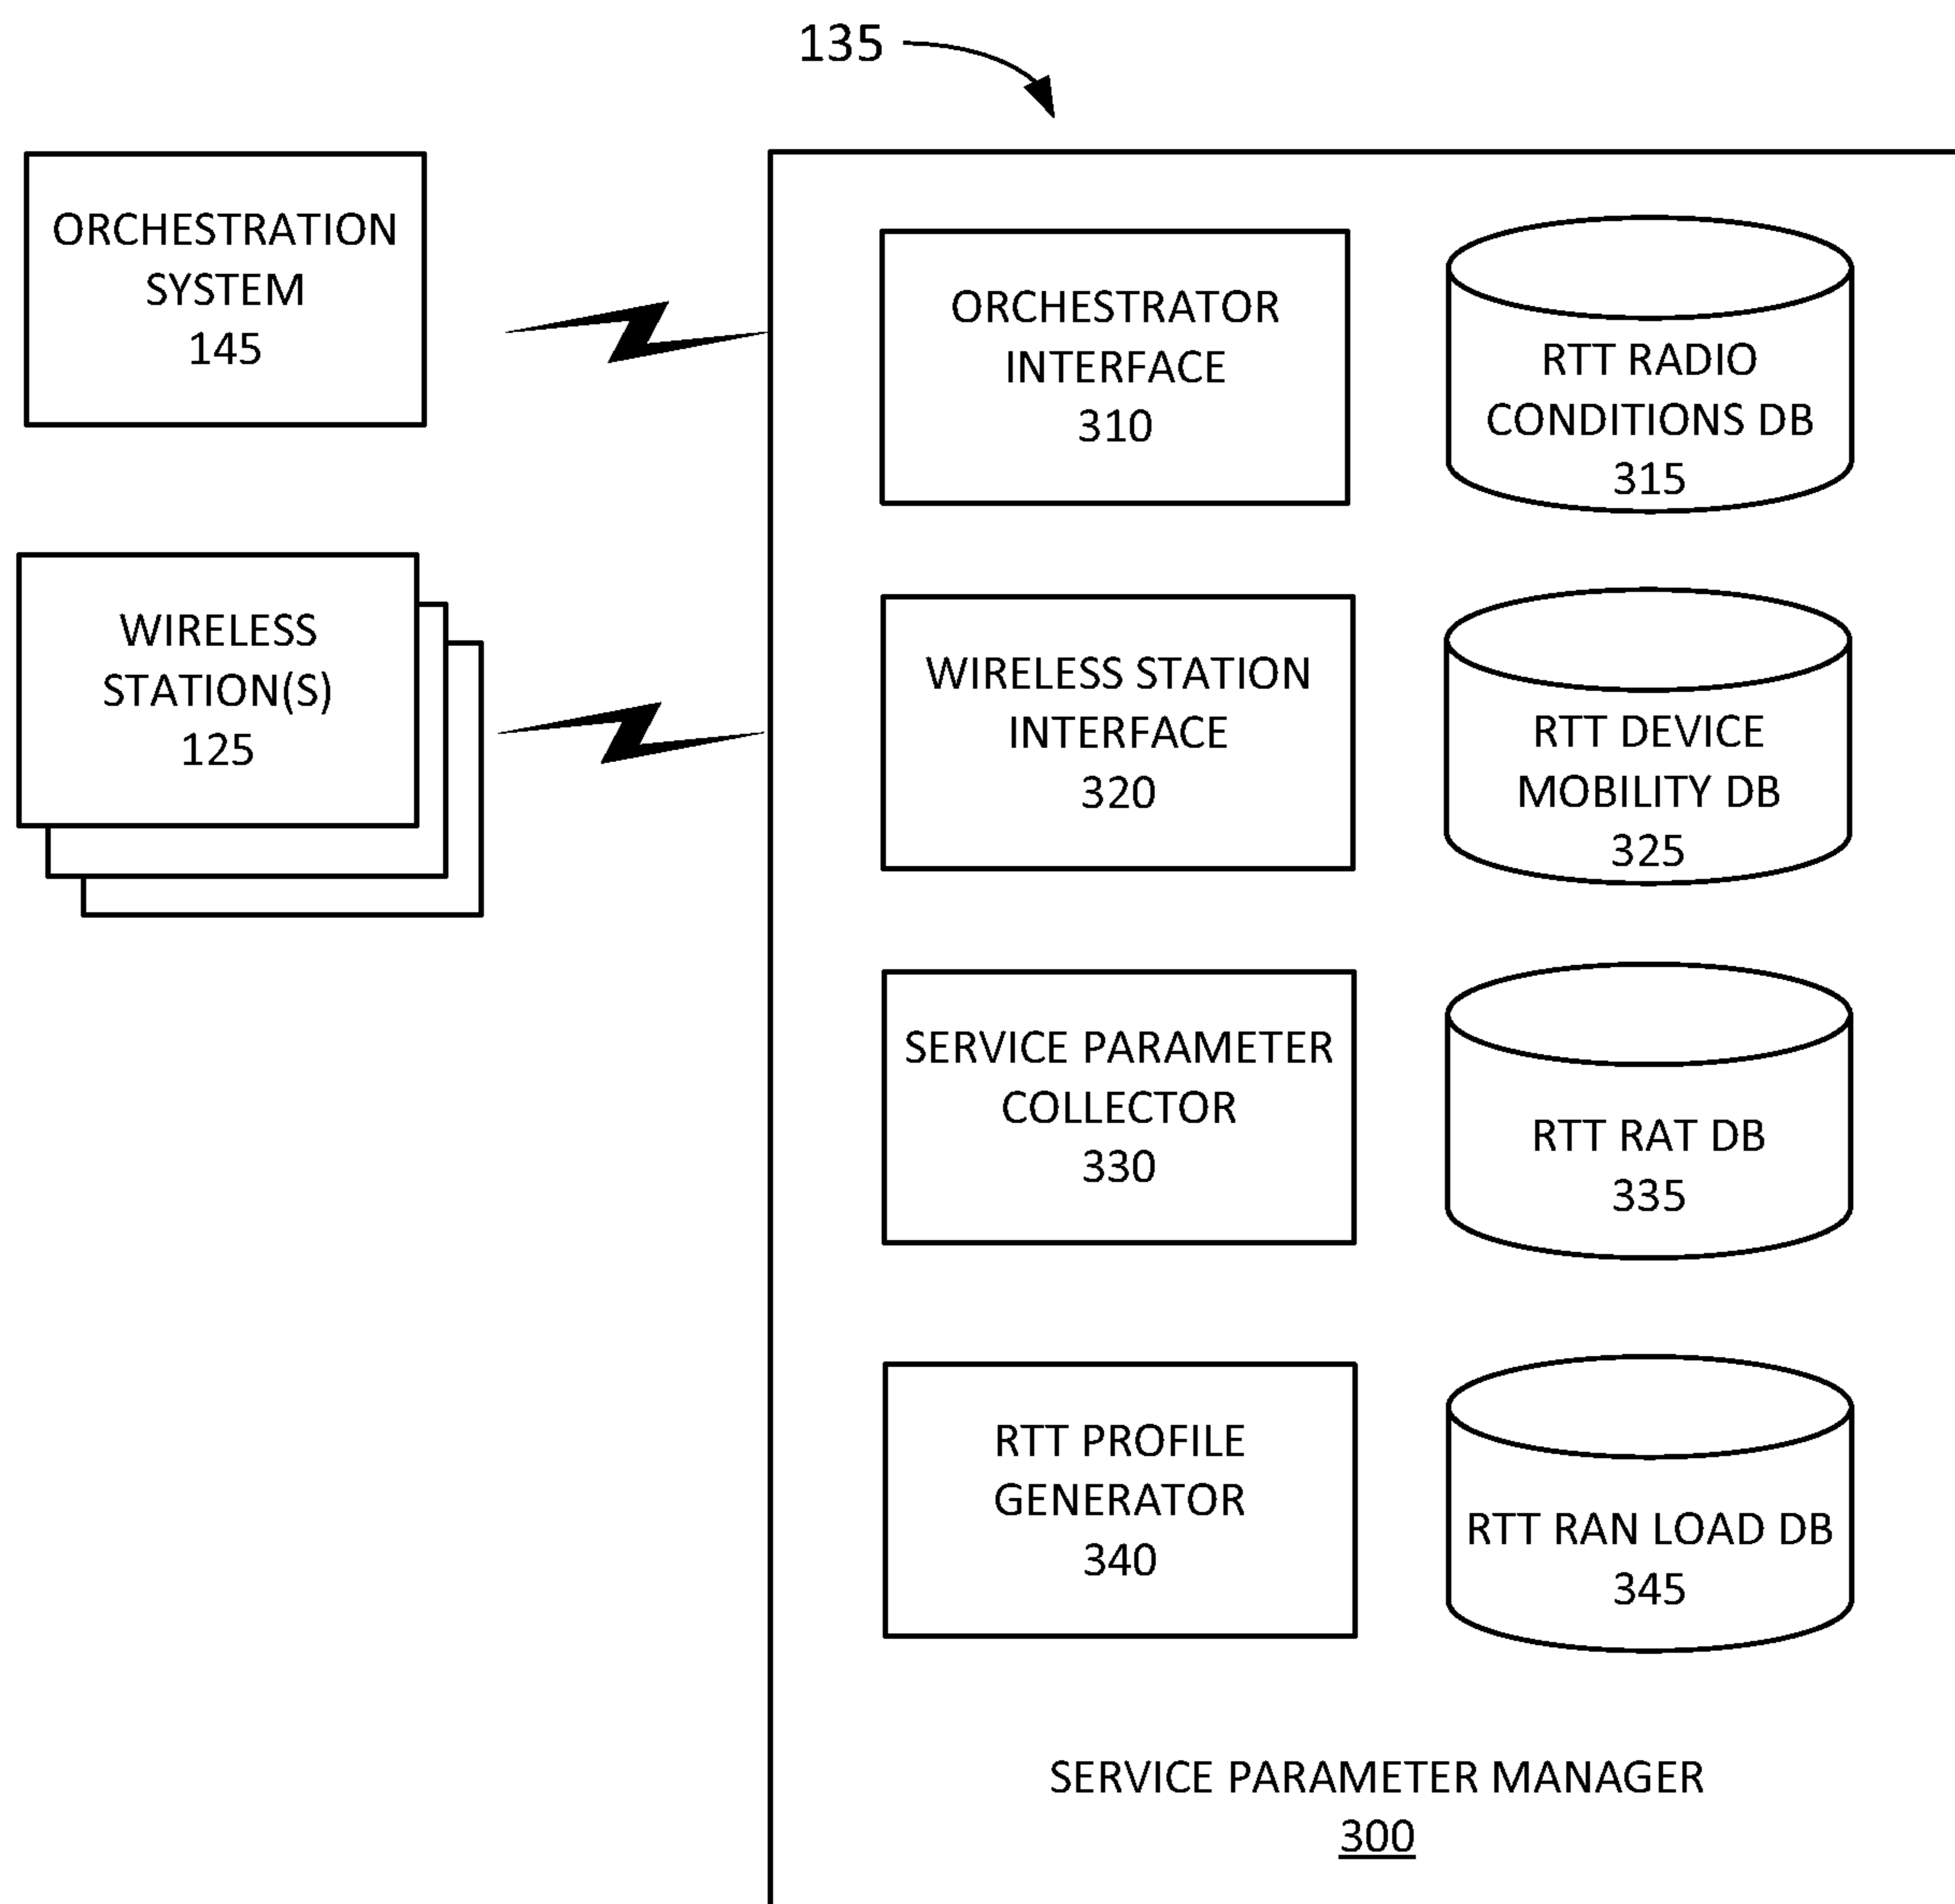 135
ORCHESTRATION
SYSTEM
145
WIRELESS
STATION(S)
125
ORCHESTRATOR
INTERFACE
310
RTT RADIO
CONDITIONS DB
315
WIRELESS STATION
INTERFACE
320
RTT DEVICE
MOBILITY DB
325
SERVICE PARAMETER
COLLECTOR
330
RTT RAT DB
335
RTT PROFILE
GENERATOR
340
RTT RAN LOAD DB
345
SERVICE PARAMETER MANAGER
300